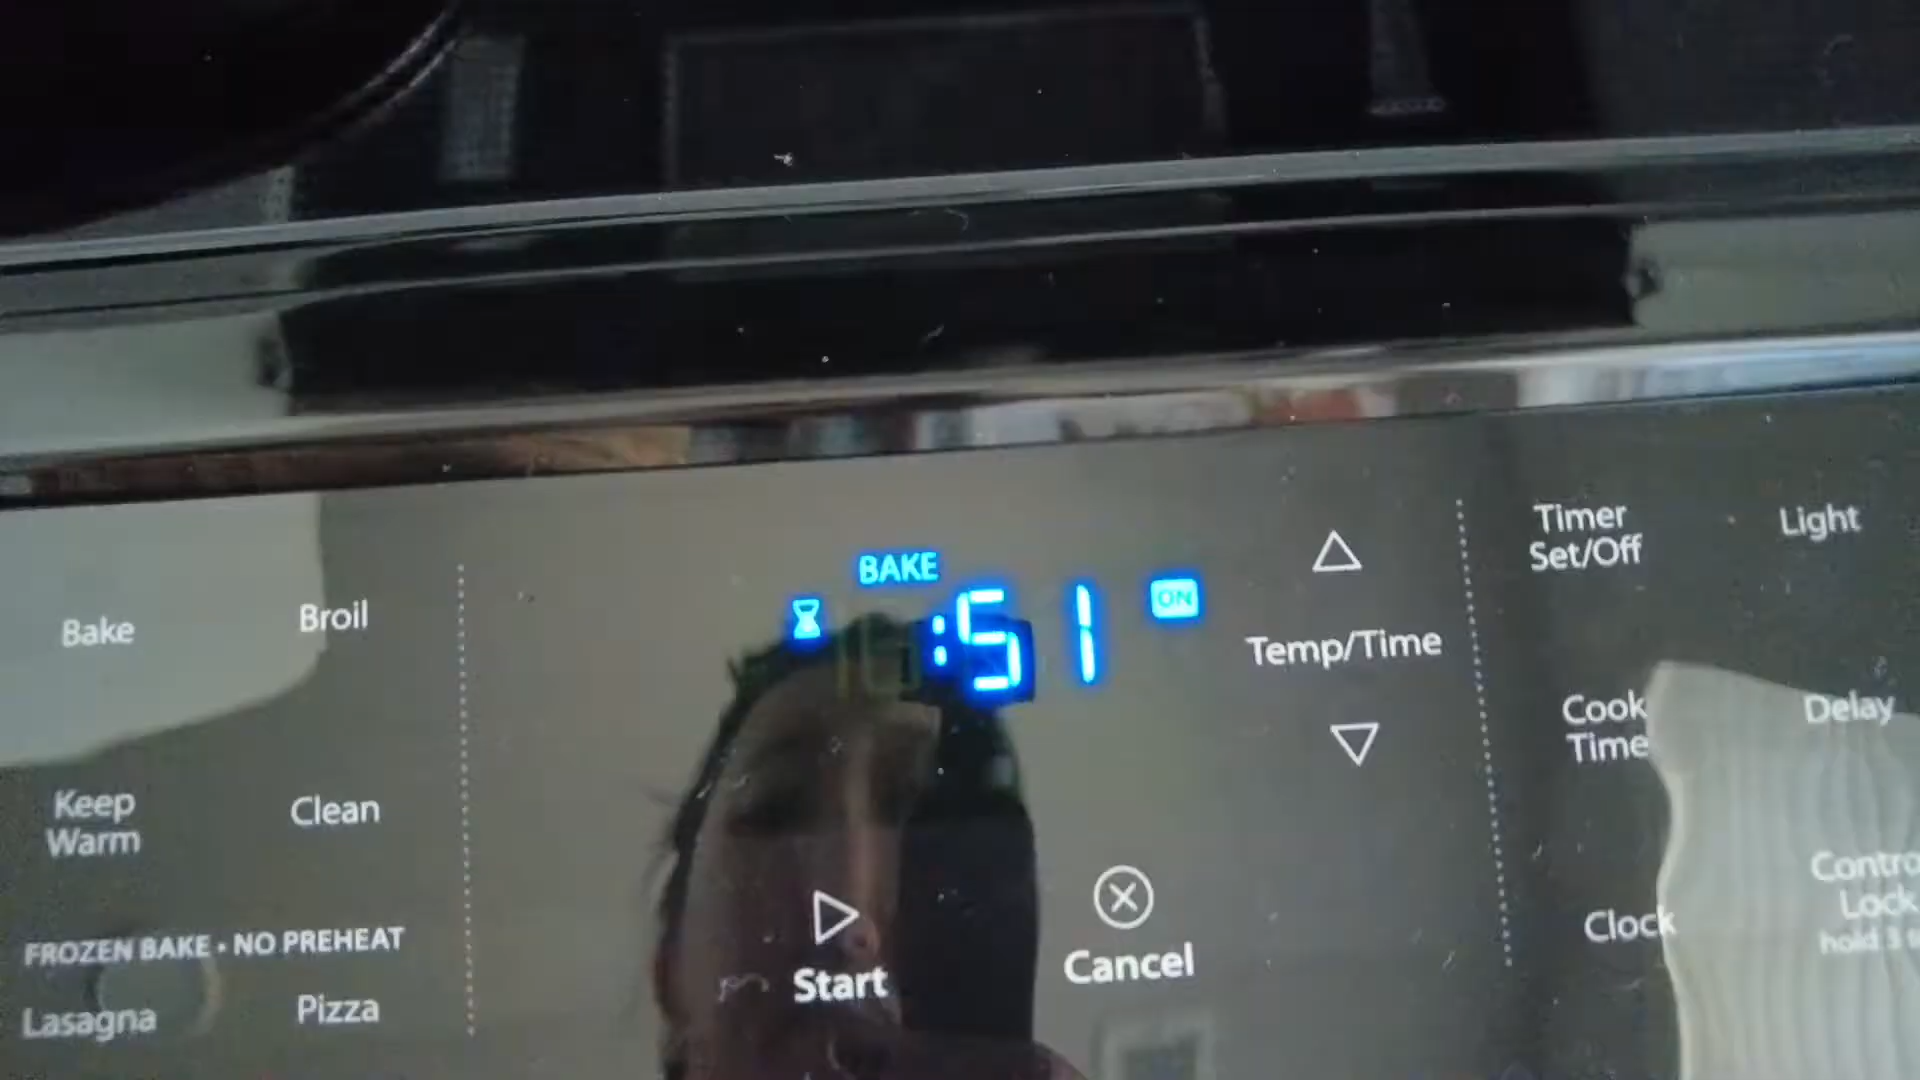 BAKE
:51
ON
Bake
Broil
Temp/Time
Timer
Set/Off
Light
Cook
Time
Delay
Keep
Warm
Clean
Start
Cancel
Clock
Contro
Lock
hold 3
FROZEN BAKE • NO PREHEAT
Lasagna
Pizza